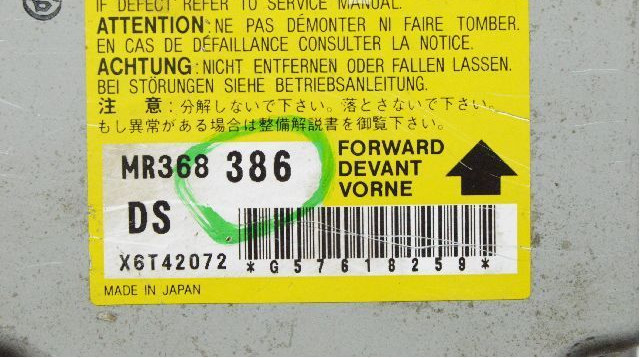 IF DEFECT REFER TO SERVICE MANUAL.
ATTENTION: NE PAS DÉMONTER NI FAIRE TOMBER.
EN CAS DE DÉFAILLANCE CONSULTER LA NOTICE.
ACHTUNG: NICHT ENTFERNEN ODER FALLEN LASSEN.
BEI STÖRUNGEN SIEHE BETRIEBSANLEITUNG.
注 意:分解しないで下さい。落とさないで下さい。
もし異常がある場合は整備解説書を御覧下さい。
MR368 386
FORWARD
DEVANT
VORNE
DS
X6T42072
*G57618259*
MADE IN JAPAN